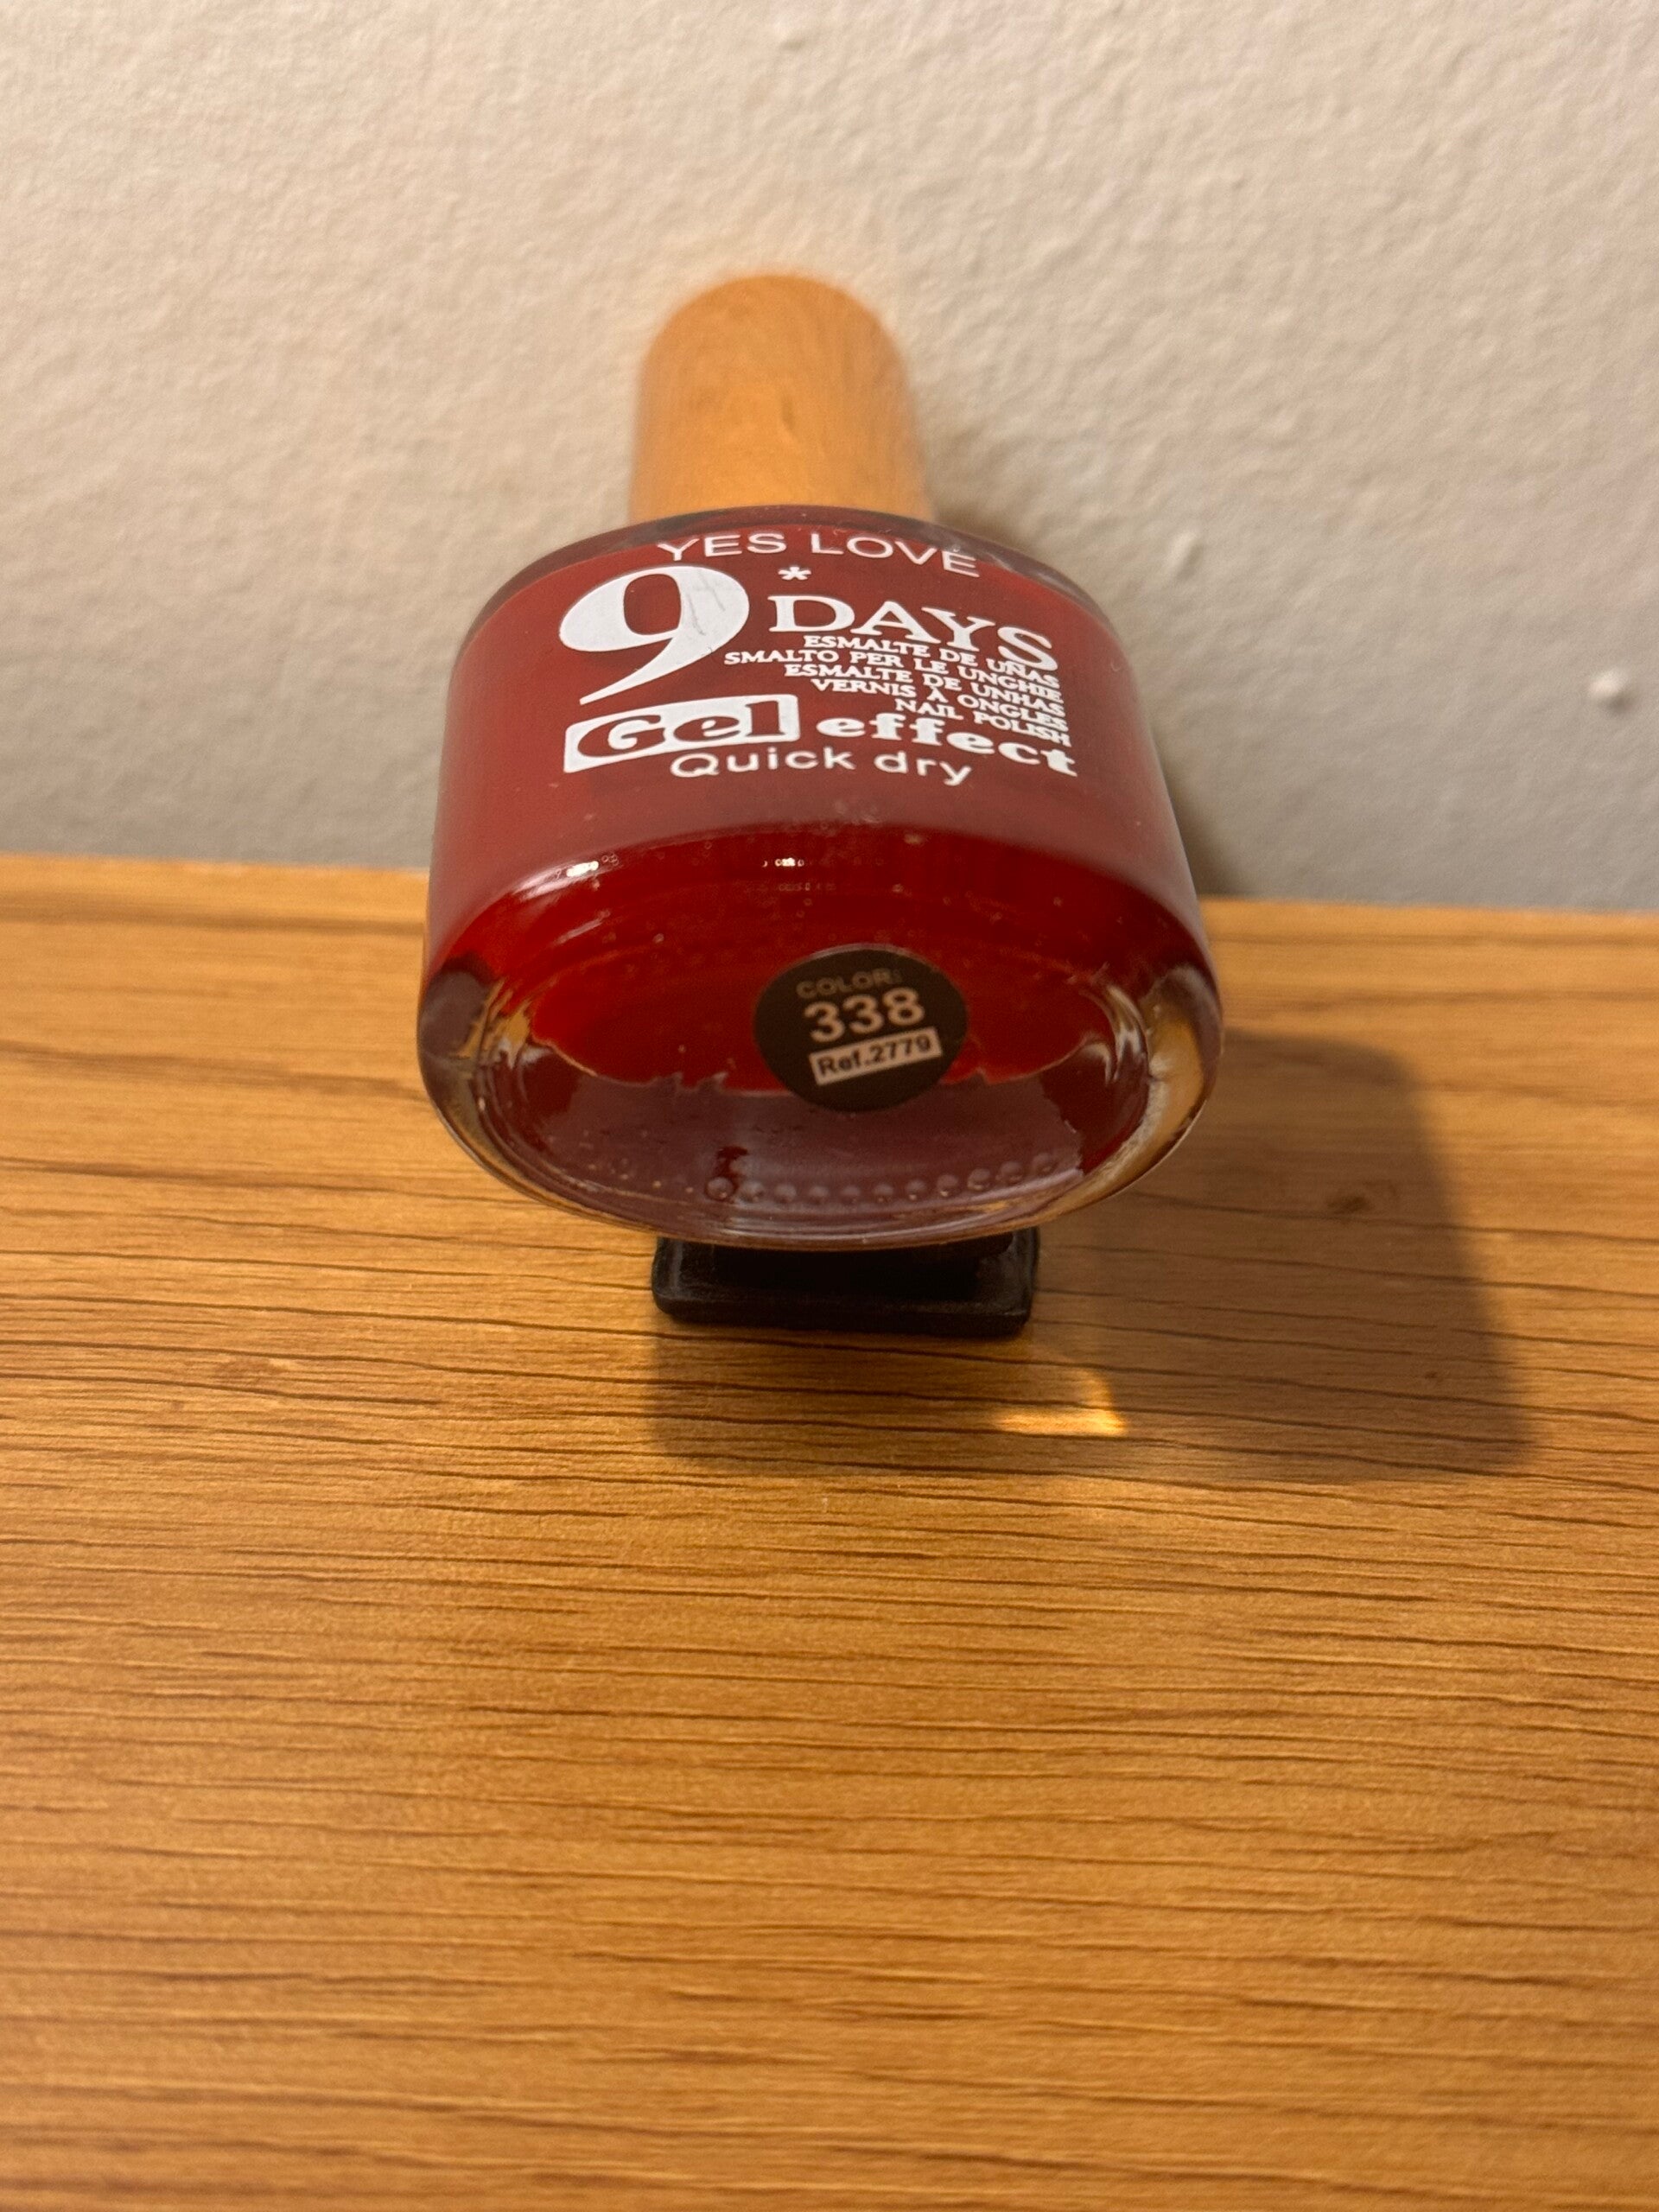 YES LOVE
9* DAYS
ESMALTE DE UÑAS
SMALTO PER LE UNGHIE
ESMALTE DE UNHAS
VERNIS À ONGLES
NAIL POLISH
Gel effect
Quick dry
COLOR:
338
Ref.2779